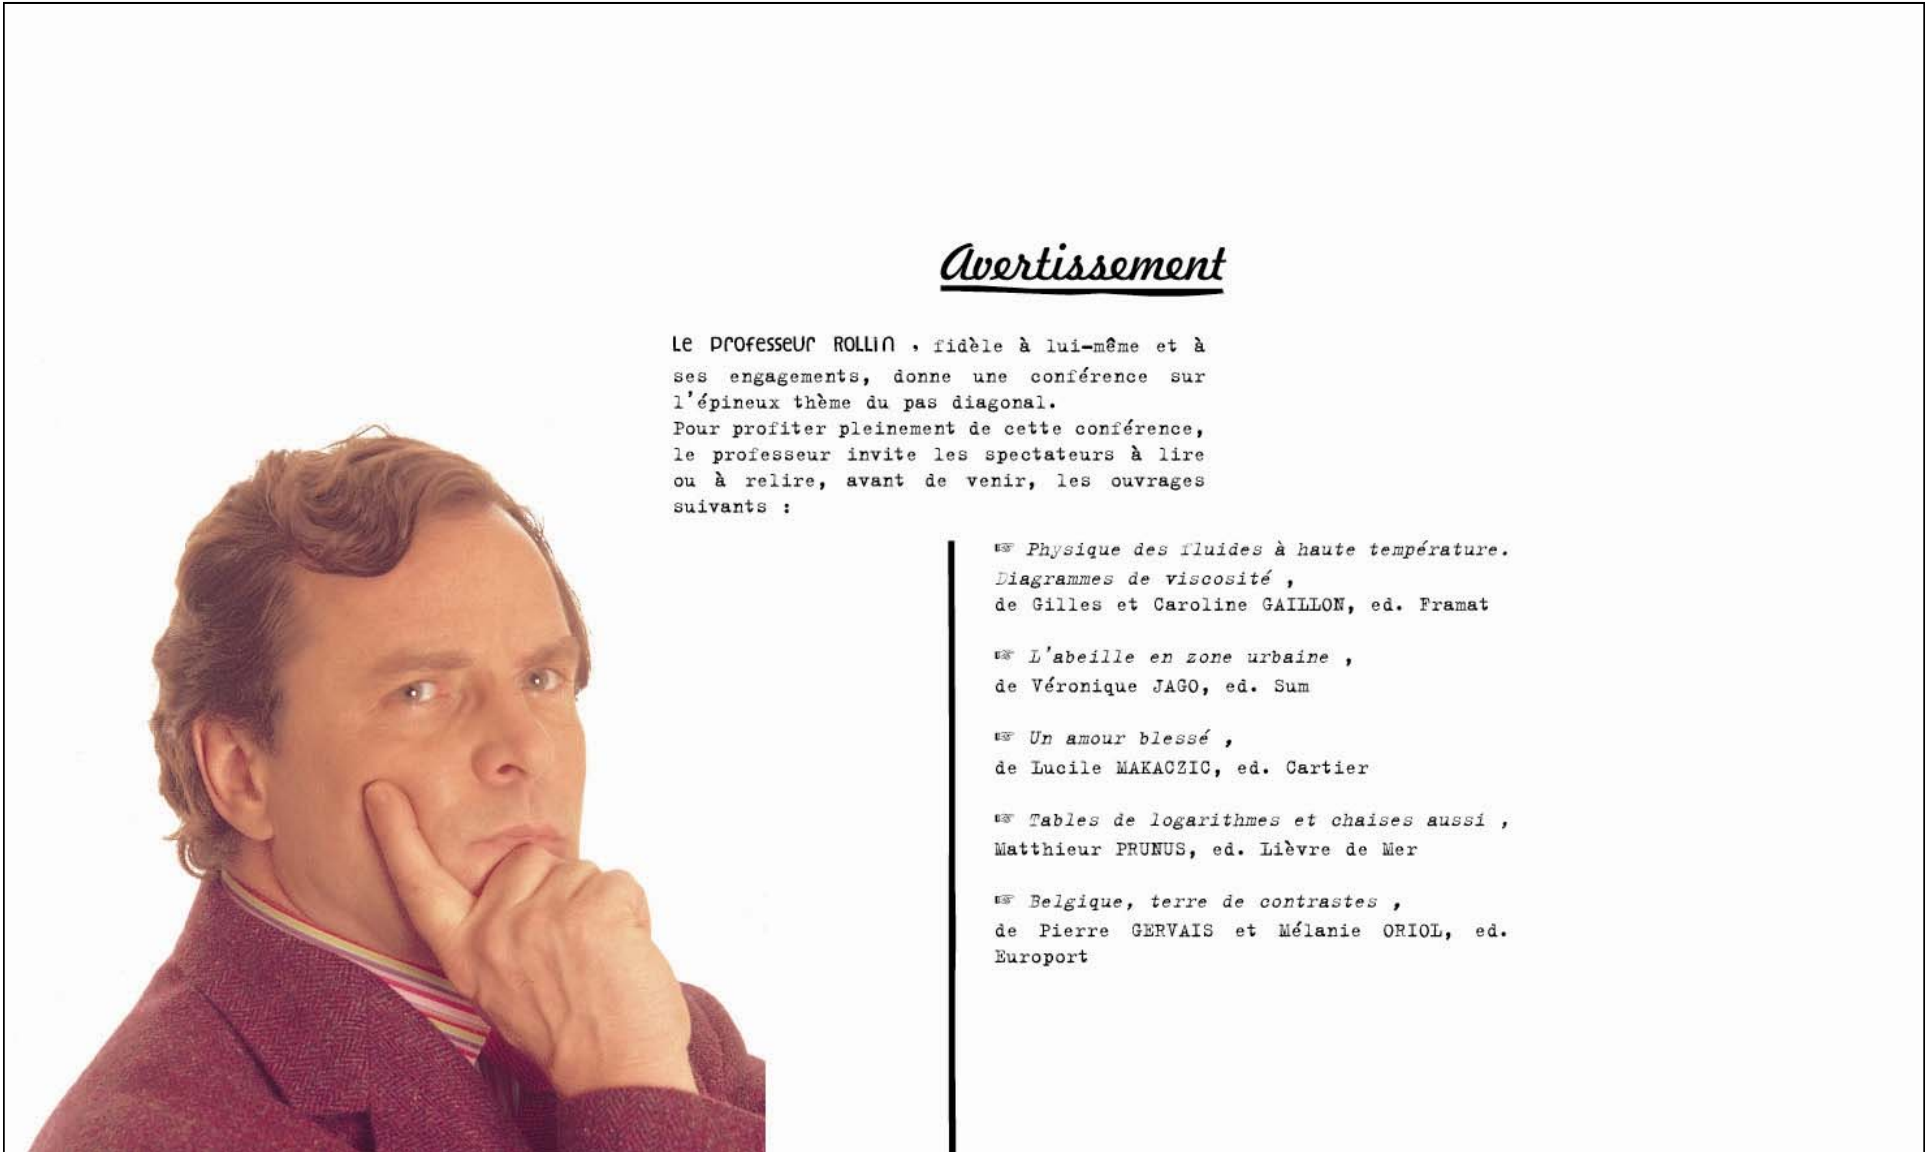 Avertissement
Le Professeur ROLLIN , fidèle à lui-même et à
ses engagements, donne une conférence sur
l'épineux thème du pas diagonal.
Pour profiter pleinement de cette conférence,
le professeur invite les spectateurs à lire
ou à relire, avant de venir, les ouvrages
suivants :
☞ Physique des fluides à haute température.
Diagrammes de viscosité ,
de Gilles et Caroline GAILLON, ed. Framat
☞ L'abeille en zone urbaine ,
de Véronique JAGO, ed. Sum
☞ Un amour blessé ,
de Lucile MAKACZIC, ed. Cartier
☞ Tables de logarithmes et chaises aussi ,
Matthieur PRUNUS, ed. Lièvre de Mer
☞ Belgique, terre de contrastes ,
de Pierre GERVAIS et Mélanie ORIOL, ed.
Europort